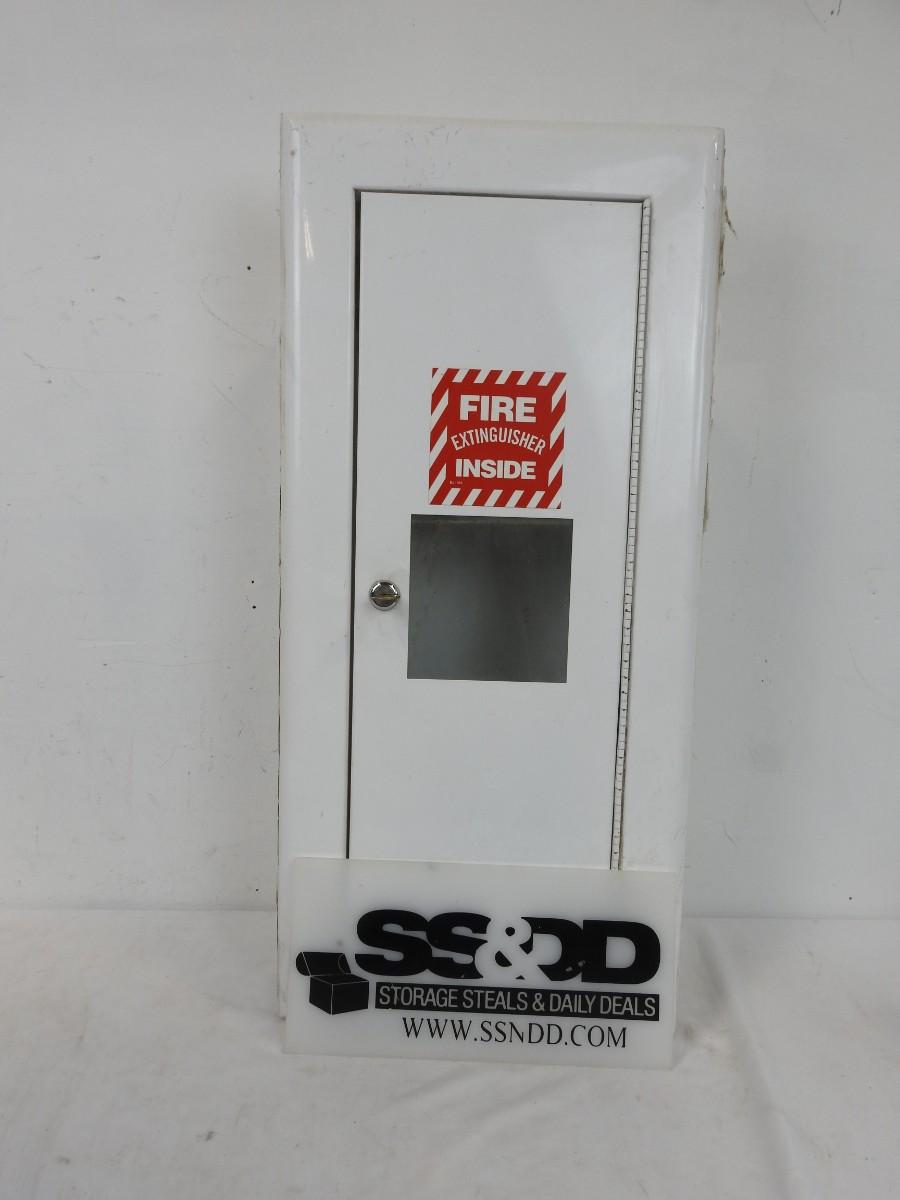 FIRE
EXTINGUISHER
INSIDE
SS&DD
STORAGE STEALS & DAILY DEALS
WWW.SSNDD.COM